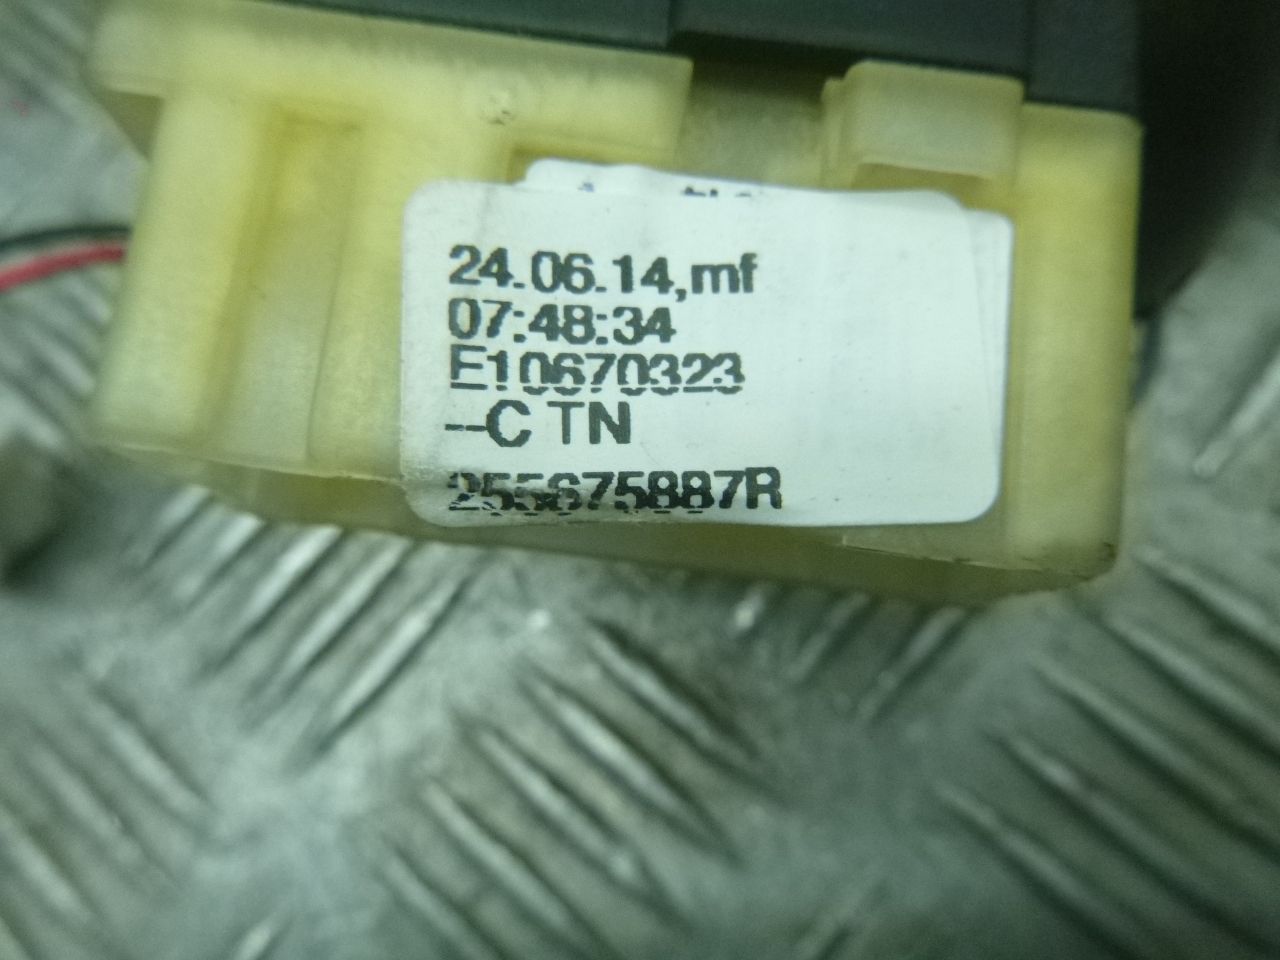 24.06.14,mf
07:48:34
E10670323
--C TN
255675887R